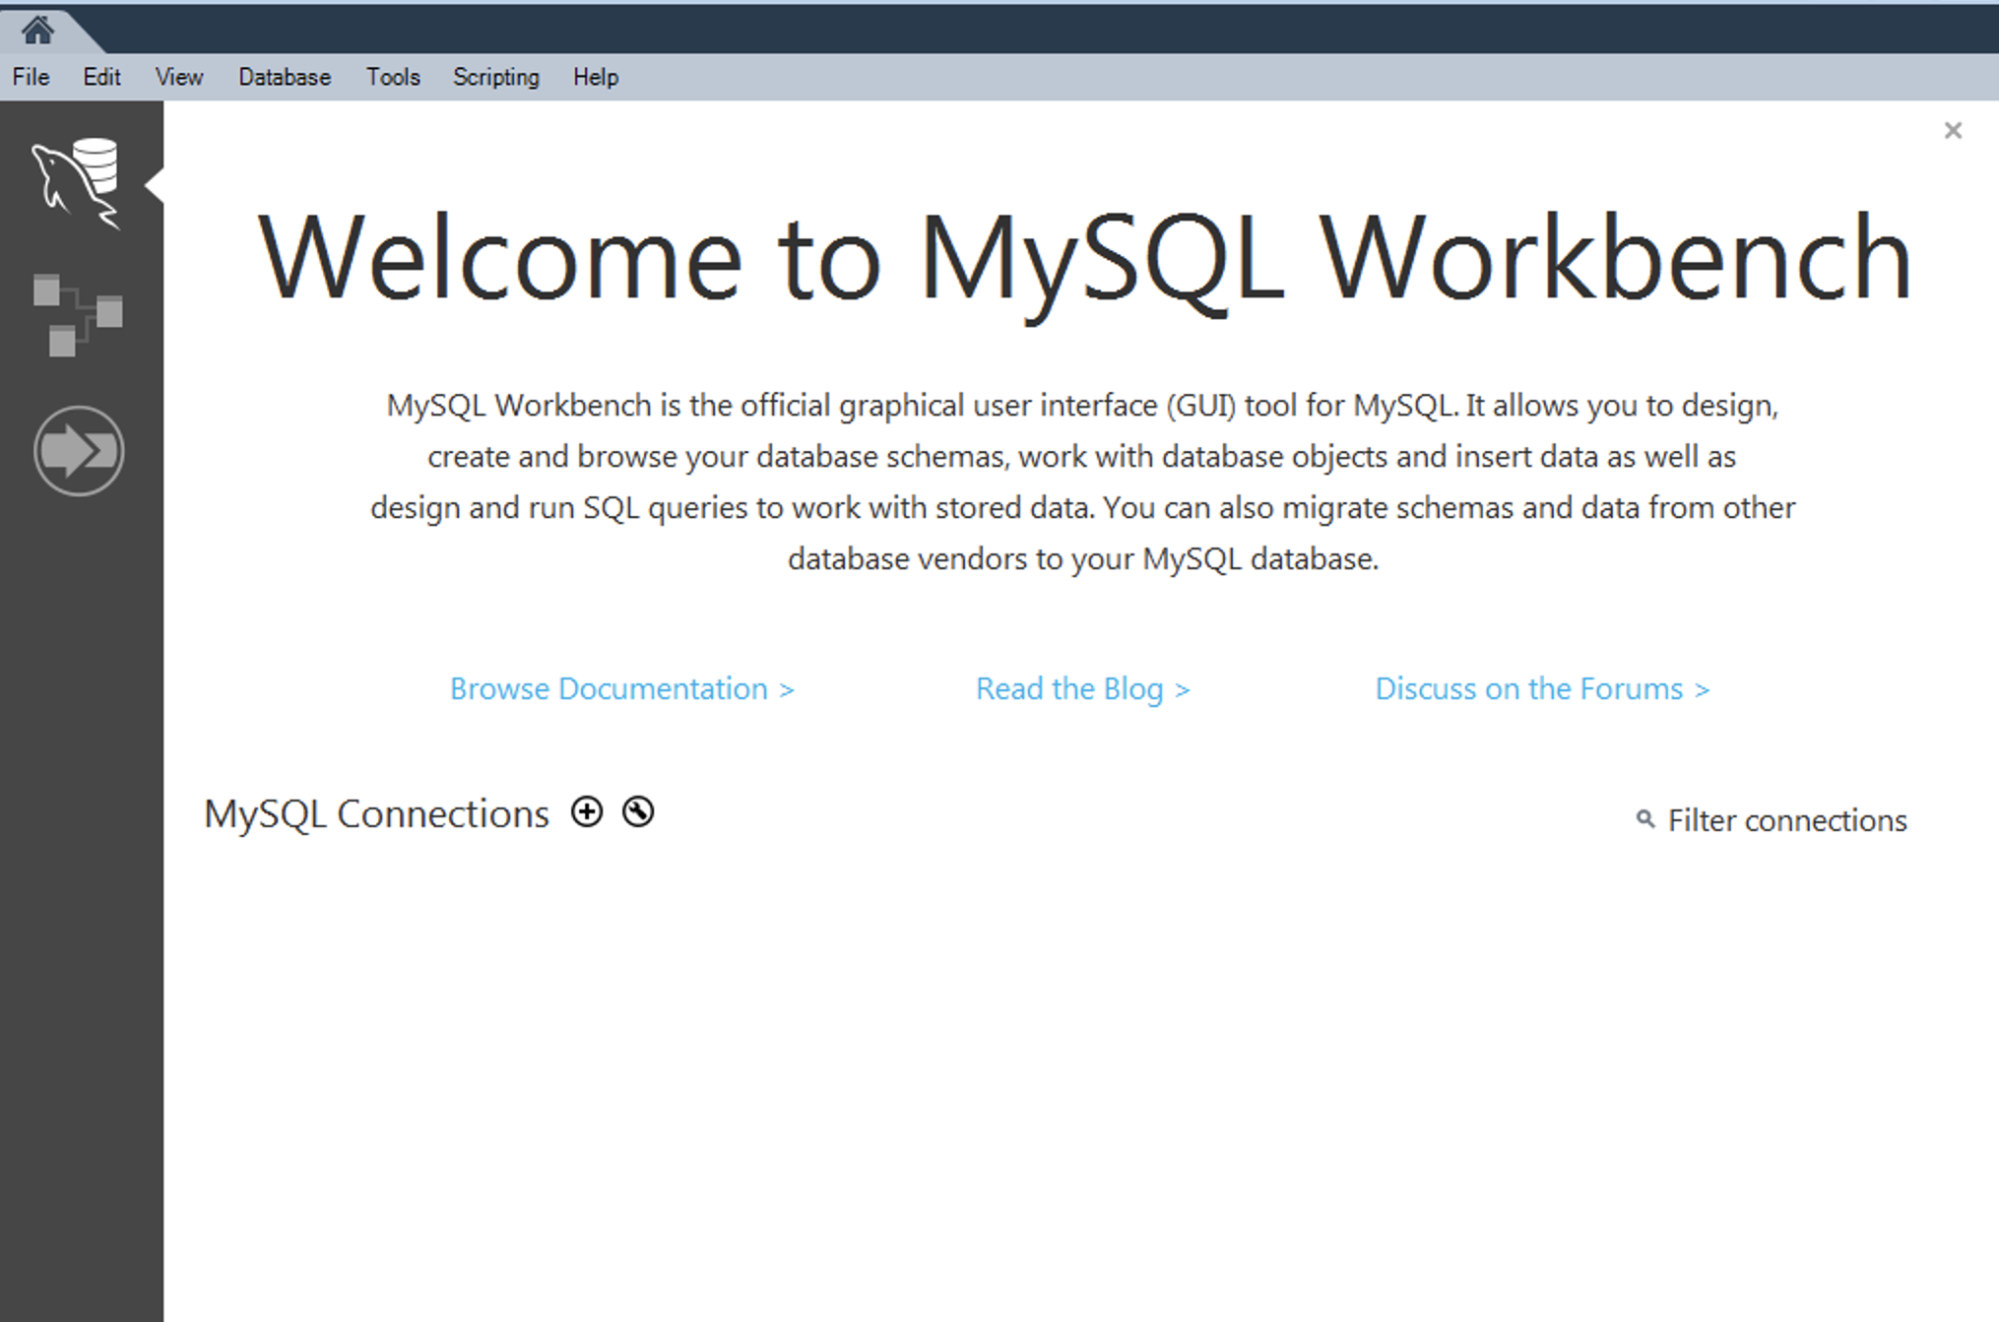 File Edit View Database Tools Scripting Help
Welcome to MySQL Workbench
MySQL Workbench is the official graphical user interface (GUI) tool for MySQL. It allows you to design,
create and browse your database schemas, work with database objects and insert data as well as
design and run SQL queries to work with stored data. You can also migrate schemas and data from other
database vendors to your MySQL database.
Browse Documentation > Read the Blog > Discuss on the Forums >
MySQL Connections Filter connections